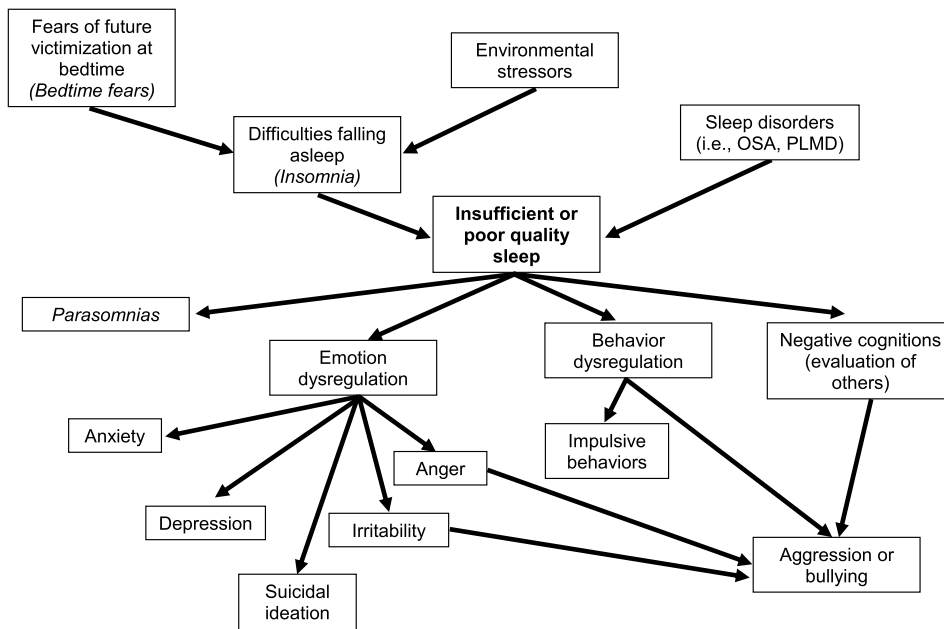 Fears of future
victimization at
bedtime
(Bedtime fears)
Environmental
stressors
Difficulties falling
asleep
(Insomnia)
Sleep disorders
(i.e., OSA, PLMD)
Insufficient or
poor quality
sleep
Parasomnias
Emotion
dysregulation
Behavior
dysregulation
Negative cognitions
(evaluation of
others)
Anxiety
Anger
Impulsive
behaviors
Depression
Irritability
Aggression or
bullying
Suicidal
ideation